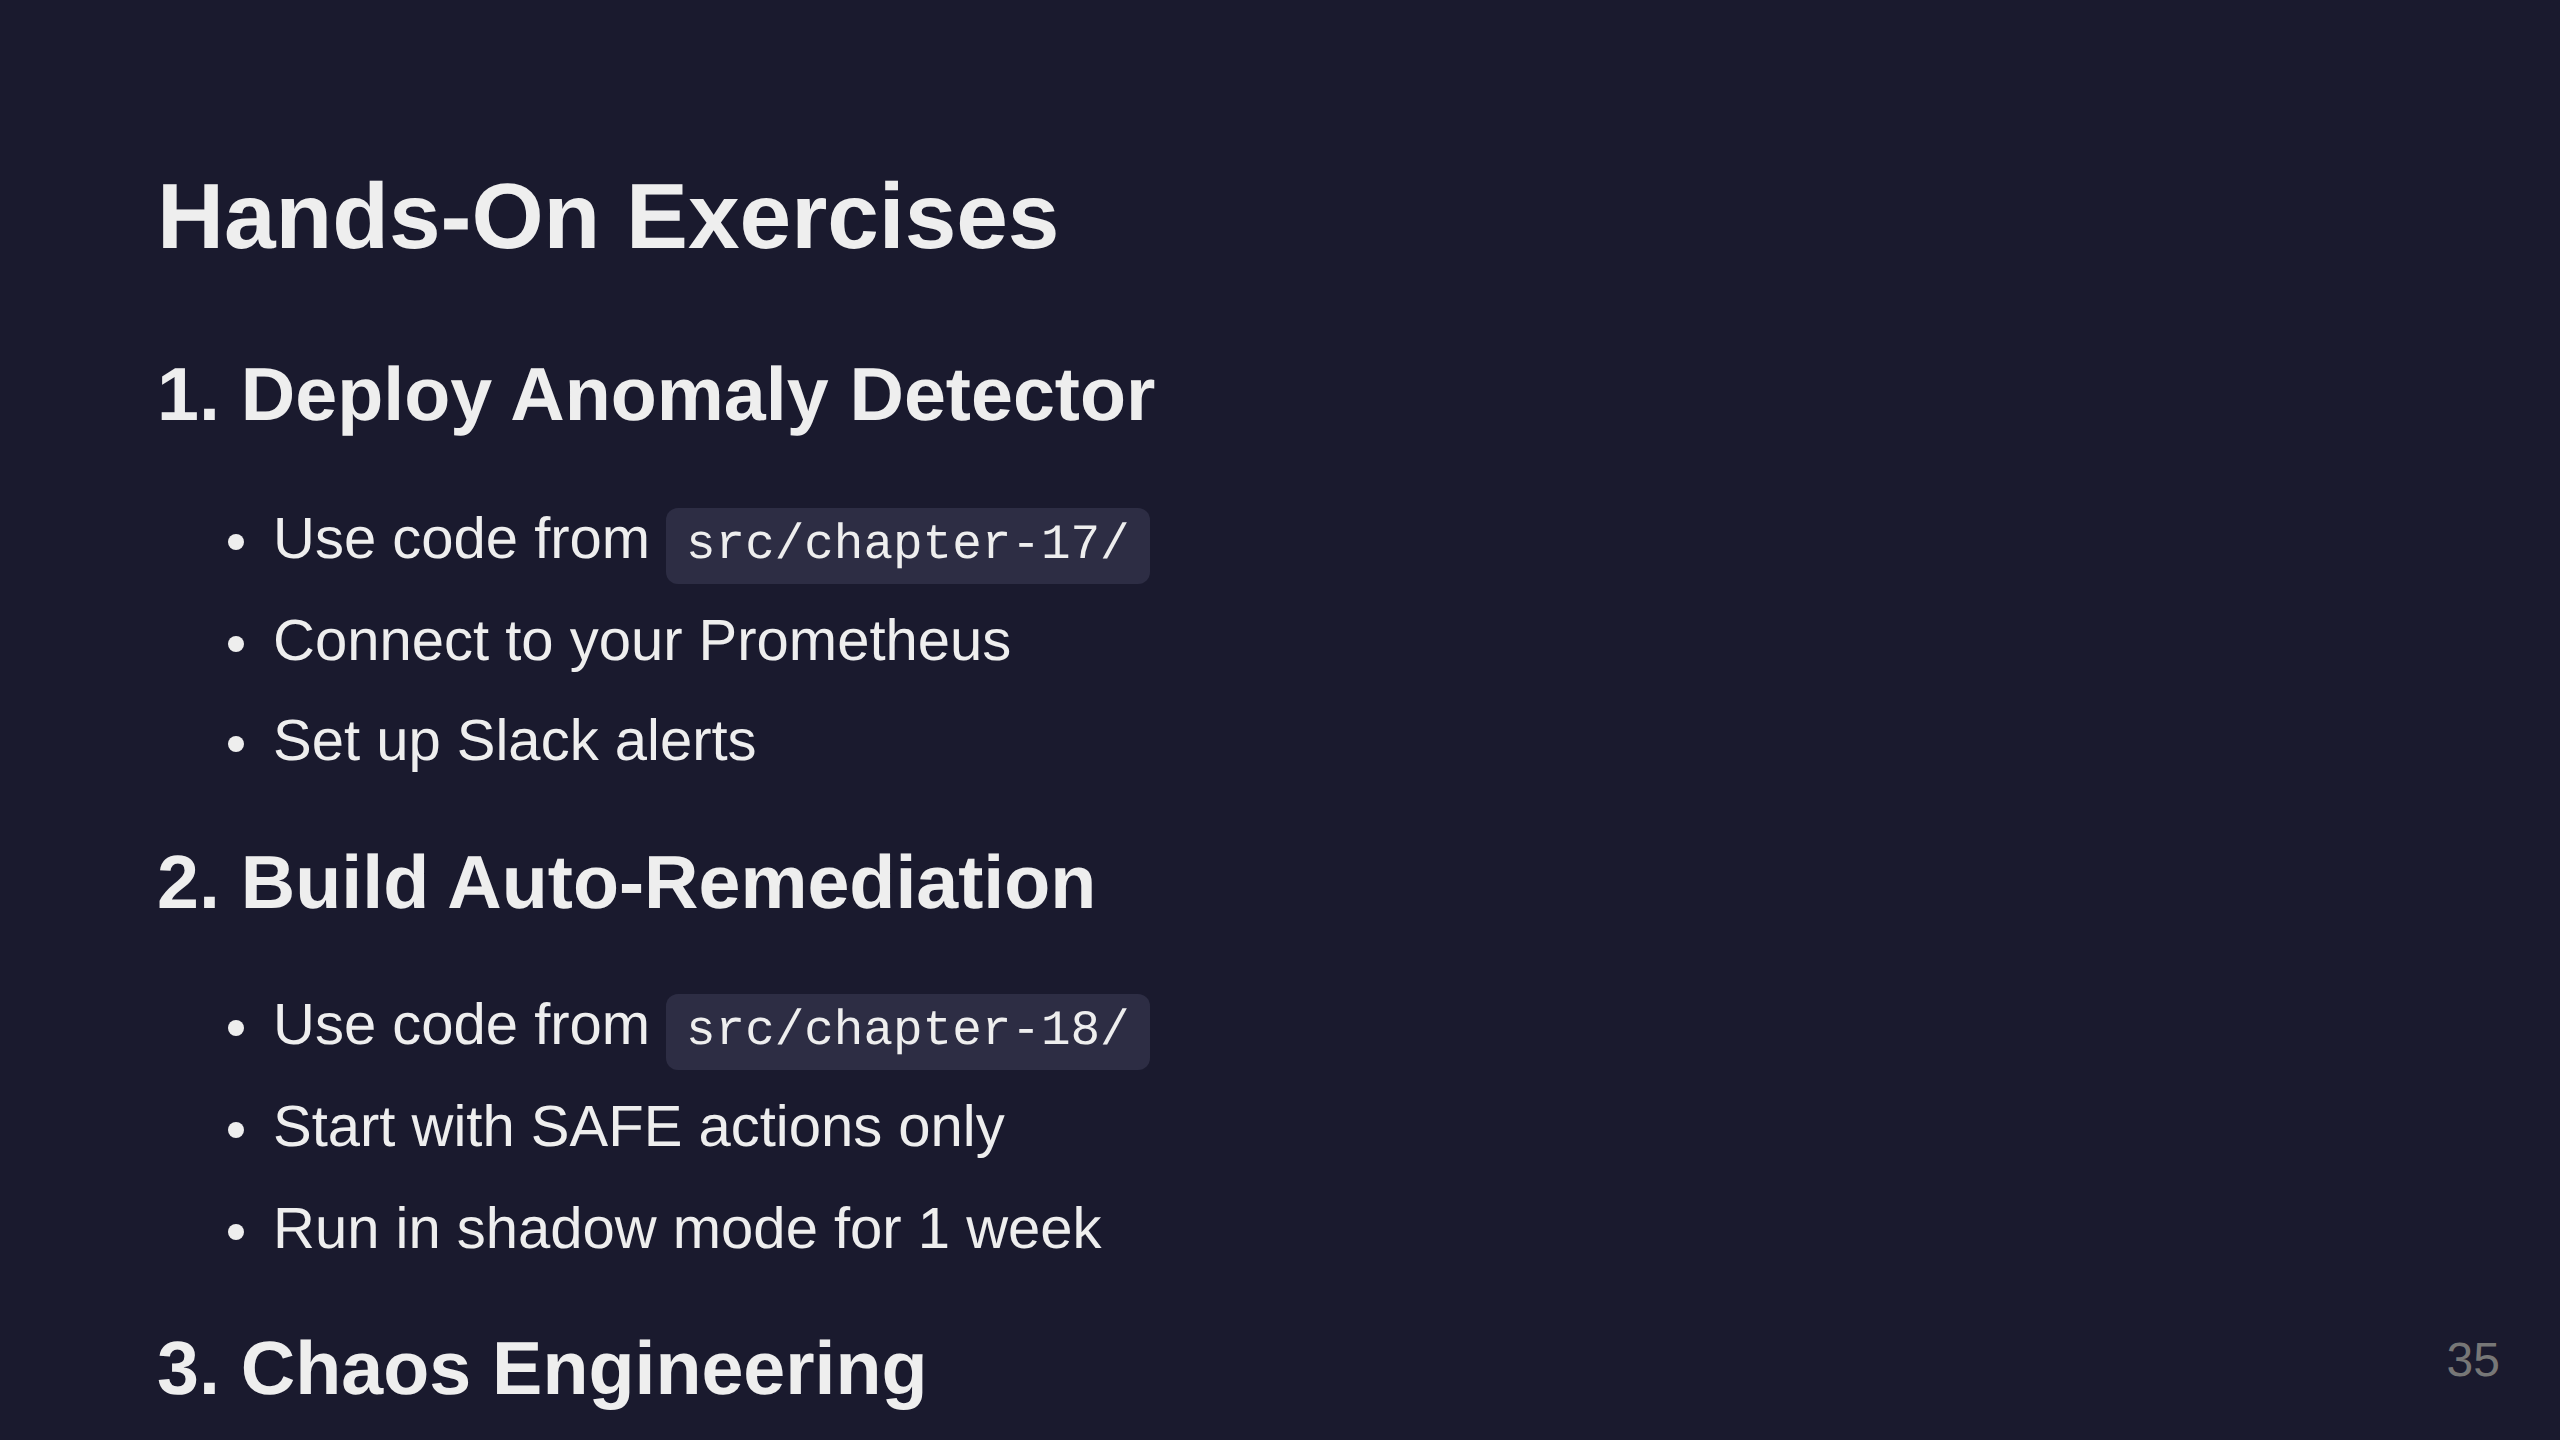 Hands-On Exercises
1. Deploy Anomaly Detector
• Use code from src/chapter-17/
• Connect to your Prometheus
• Set up Slack alerts
2. Build Auto-Remediation
• Use code from src/chapter-18/
• Start with SAFE actions only
• Run in shadow mode for 1 week
3. Chaos Engineering
35